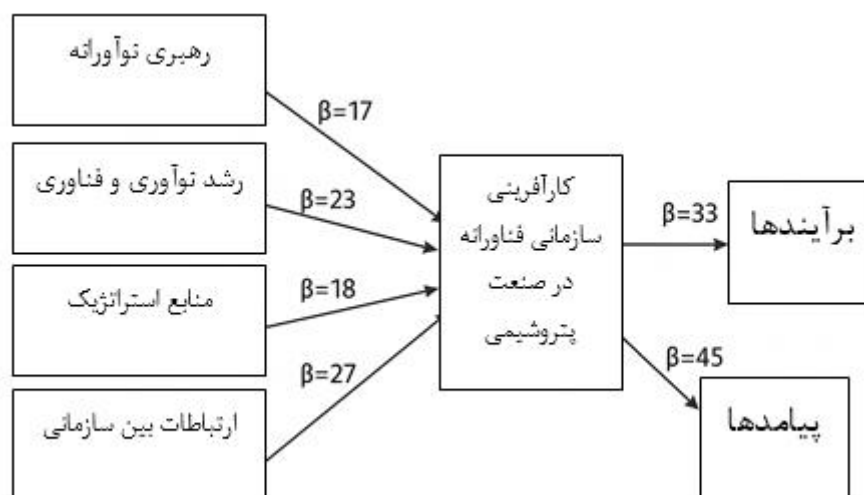 رهبری نوآورانه
β=17
رشد نوآوری و فناوری
β=23
منابع استراتژیک
β=18
ارتباطات بین سازمانی
β=27
کارآفرینی
سازمانی فناورانه
در صنعت
پتروشیمی
β=33
برآیندها
β=45
پیامدها